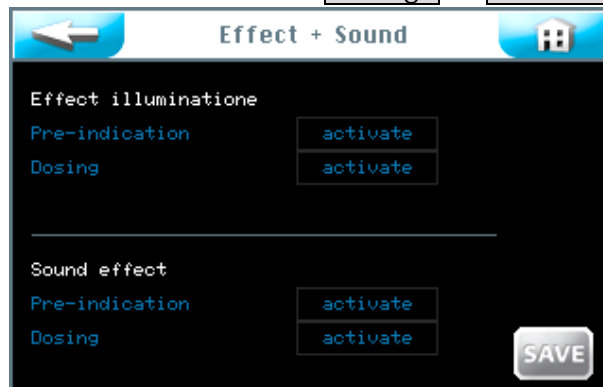 Effect + Sound
Effect illuminatione
Pre-indication activate
Dosing activate
Sound effect
Pre-indication activate
Dosing activate
SAVE